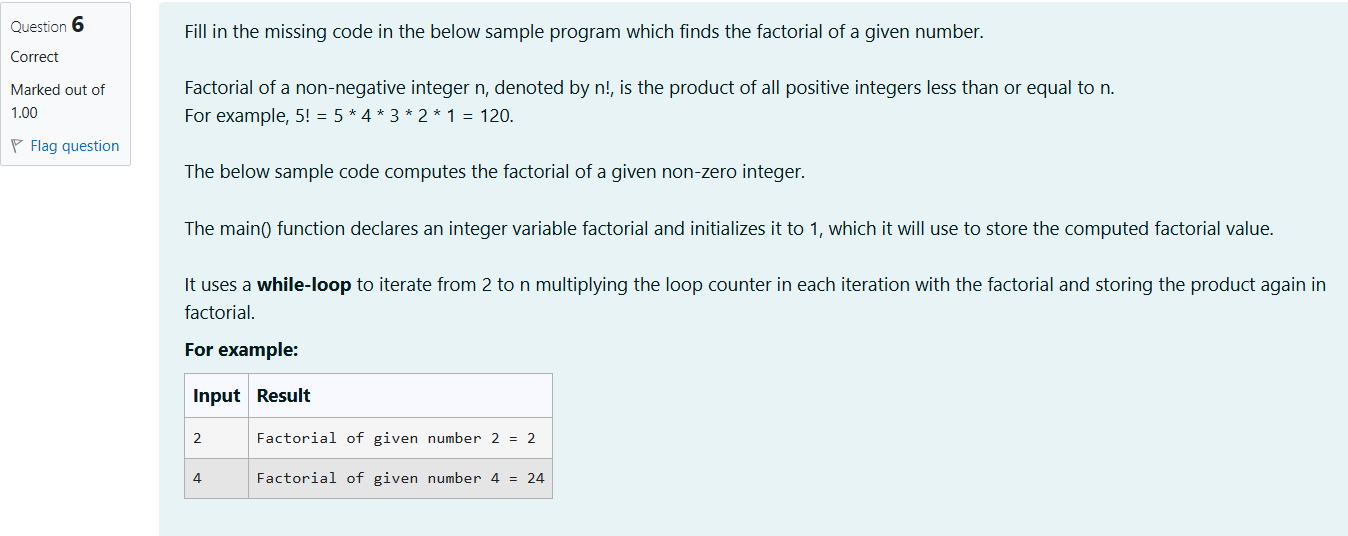 Question 6
Correct
Marked out of
1.00
Flag question
Fill in the missing code in the below sample program which finds the factorial of a given number.
Factorial of a non-negative integer n, denoted by n!, is the product of all positive integers less than or equal to n.
For example, 5! = 5 * 4 * 3 * 2 * 1 = 120.
The below sample code computes the factorial of a given non-zero integer.
The main() function declares an integer variable factorial and initializes it to 1, which it will use to store the computed factorial value.
It uses a while-loop to iterate from 2 to n multiplying the loop counter in each iteration with the factorial and storing the product again in
factorial.
For example:
Input Result
2 Factorial of given number 2 = 2
4 Factorial of given number 4 = 24